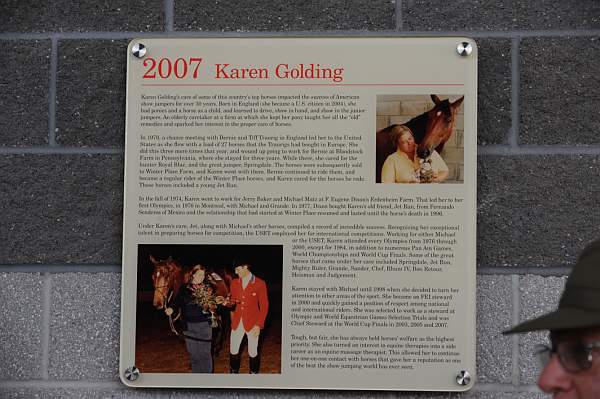 2007 Karen Golding
Karen Golding's care of some of this country's top horses impacted the success of American
show jumpers for over 30 years. Born in England (she became a U.S. citizen in 2004), she
had ponies and horses as a child, and learned to drive, show in hand, and show in the junior
jumpers. An elderly caretaker at a farm at which she kept her pony taught her all the "old"
remedies and sparked her interest in the proper care of horses.
In 1970, a chance meeting with Bernie and Tiff Traurig in England led her to the United
States as she flew with a load of 27 horses that the Traurigs had bought in Europe. She
did this three more times that year, and wound up going to work for Bernie at Bloodstock
Farm in Pennsylvania, where she stayed for three years. While there, she cared for the
hunter Royal Blue, and the great jumper, Springdale. The horses were subsequently sold
to Winter Place Farm, and Karen went with them. Bernie continued to ride them, and
became a regular rider of the Winter Place horses, and Karen cared for the horses he rode.
These horses included a young Jet Run.
In the fall of 1974, Karen went to work for Jerry Baker and Michael Matz at F. Eugene Dixon's Erdenheim Farm. That led to her
first Olympics, in 1976 in Montreal, with Michael and Grande. In 1977, Dixon bought Karen's old friend, Jet Run, from Fernando
Senderos of Mexico and the relationship that had started at Winter Place resumed and lasted until the horse's death in 1996.
Under Karen's care, Jet, along with Michael's other horses, compiled a record of incredible success. Recognizing her exceptional
talent in preparing horses for competition, the USET employed her for international competitions. Working for either Michael
or the USET, Karen attended every Olympics from 1976 through
2000, except for 1984, in addition to numerous Pan Am Games,
World Championships and World Cup Finals. Some of the great
horses that came under her care included Springdale, Jet Run,
Mighty Ruler, Grande, Sander, Chef, Rhum IV, Bon Retour,
Heisman and Judgement.
Karen stayed with Michael until 1998 when she decided to turn her
attention to other areas of the sport. She became an FEI steward
in 2000 and quickly gained a position of respect among national
and international riders. She was selected to work as a steward at
Olympic and World Equestrian Games Selection Trials and was
Chief Steward at the World Cup Finals in 2003, 2005 and 2007.
Tough, but fair, she has always held horses' welfare as the highest
priority. She also turned an interest in equine therapies into a side
career as an equine massage therapist. This allowed her to continue
her one-on-one contact with horses that gave her a reputation as one
of the best the show jumping world has ever seen.